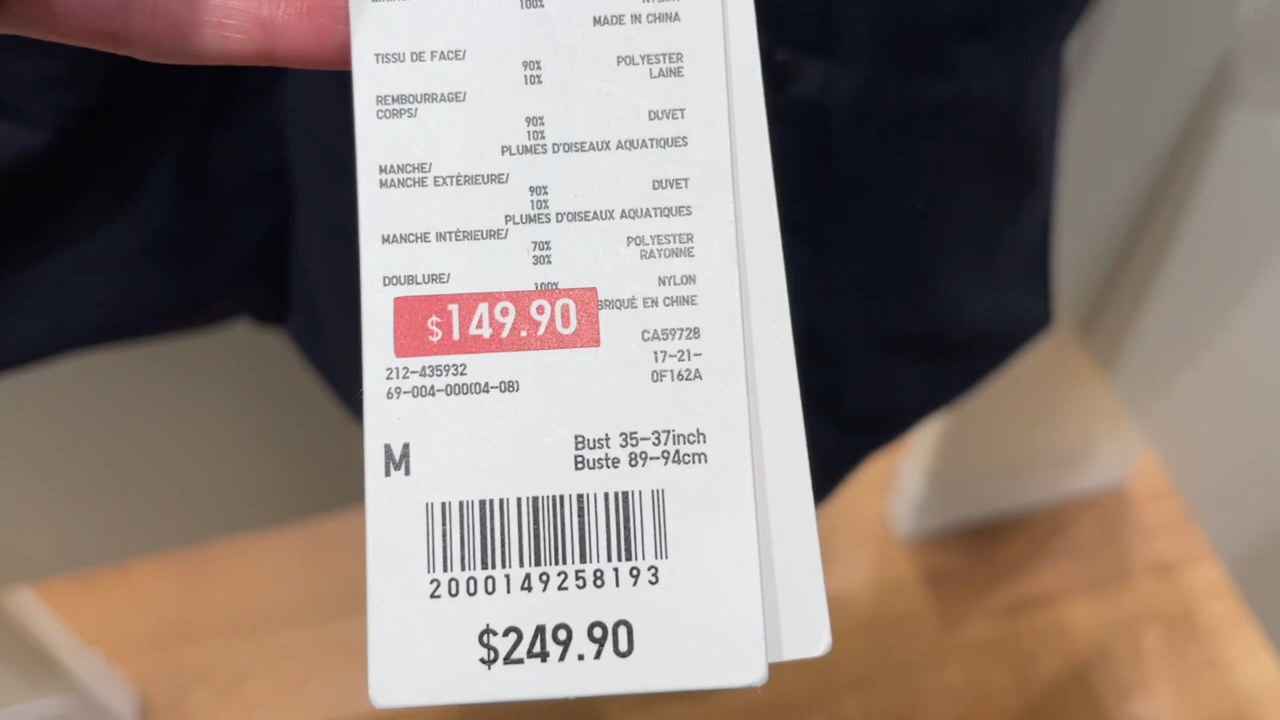 100%
MADE IN CHINA
TISSU DE FACE/
90% POLYESTER
10% LAINE
REMBOURRAGE/
CORPS/
90% DUVET
10%
PLUMES D'OISEAUX AQUATIQUES
MANCHE/
MANCHE EXTÈRIEURE/
90% DUVET
10%
PLUMES D'OISEAUX AQUATIQUES
MANCHE INTÉRIEURE/
70% POLYESTER
30% RAYONNE
DOUBLURE/
100% NYLON
BRIQUÉ EN CHINE
$149.90
CA59728
212-435932 17-21-
69-004-000(04-08) 0F162A
M
Bust 35-37inch
Buste 89-94cm
2000149258193
$249.90